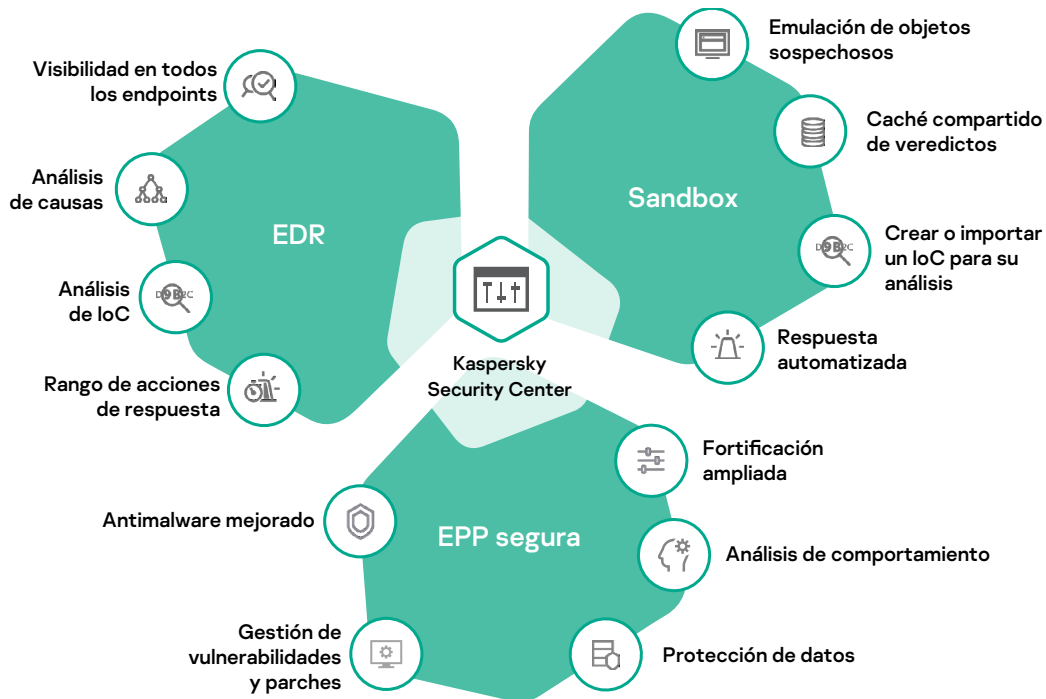 Visibilidad en todos
los endpoints
Análisis
de causas
Análisis
de IoC
Rango de acciones
de respuesta
EDR
Emulación de objetos
sospechosos
Caché compartido
de veredictos
Crear o importar
un IoC para su
análisis
Respuesta
automatizada
Sandbox
Kaspersky
Security Center
Fortificación
ampliada
Antimalware mejorado
EPP segura
Análisis de comportamiento
Gestión de
vulnerabilidades
y parches
Protección de datos